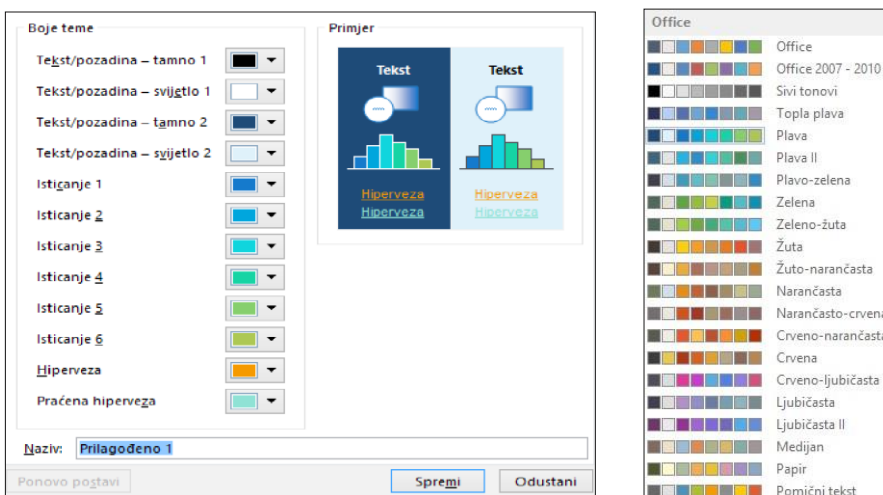 Boje teme
Tekst/pozadina – tamno 1
Tekst/pozadina – svijetlo 1
Tekst/pozadina – tamno 2
Tekst/pozadina – svijetlo 2
Isticanje 1
Isticanje 2
Isticanje 3
Isticanje 4
Isticanje 5
Isticanje 6
Hiperveza
Praćena hiperveza
Naziv: Prilagođeno 1
Ponovo postavi
Spremi
Odustani
Primjer
Tekst Tekst
Hiperveza Hiperveza
Hiperveza Hiperveza
Office
Office
Office 2007 - 2010
Sivi tonovi
Topla plava
Plava
Plava II
Plavo-zelena
Zelena
Zeleno-žuta
Žuta
Žuto-narančasta
Narančasta
Narančasto-crvena
Crveno-narančasta
Crvena
Crveno-ljubičasta
Ljubičasta
Ljubičasta II
Medijan
Papir
Pomični tekst